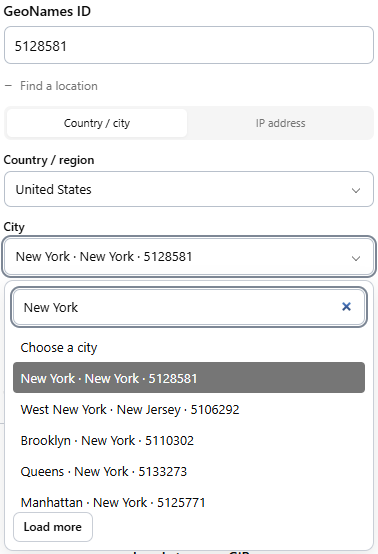 GeoNames ID
5128581
− Find a location
Country / city
IP address
Country / region
United States
City
New York · New York · 5128581
New York
Choose a city
New York · New York · 5128581
West New York · New Jersey · 5106292
Brooklyn · New York · 5110302
Queens · New York · 5133273
Manhattan · New York · 5125771
Load more